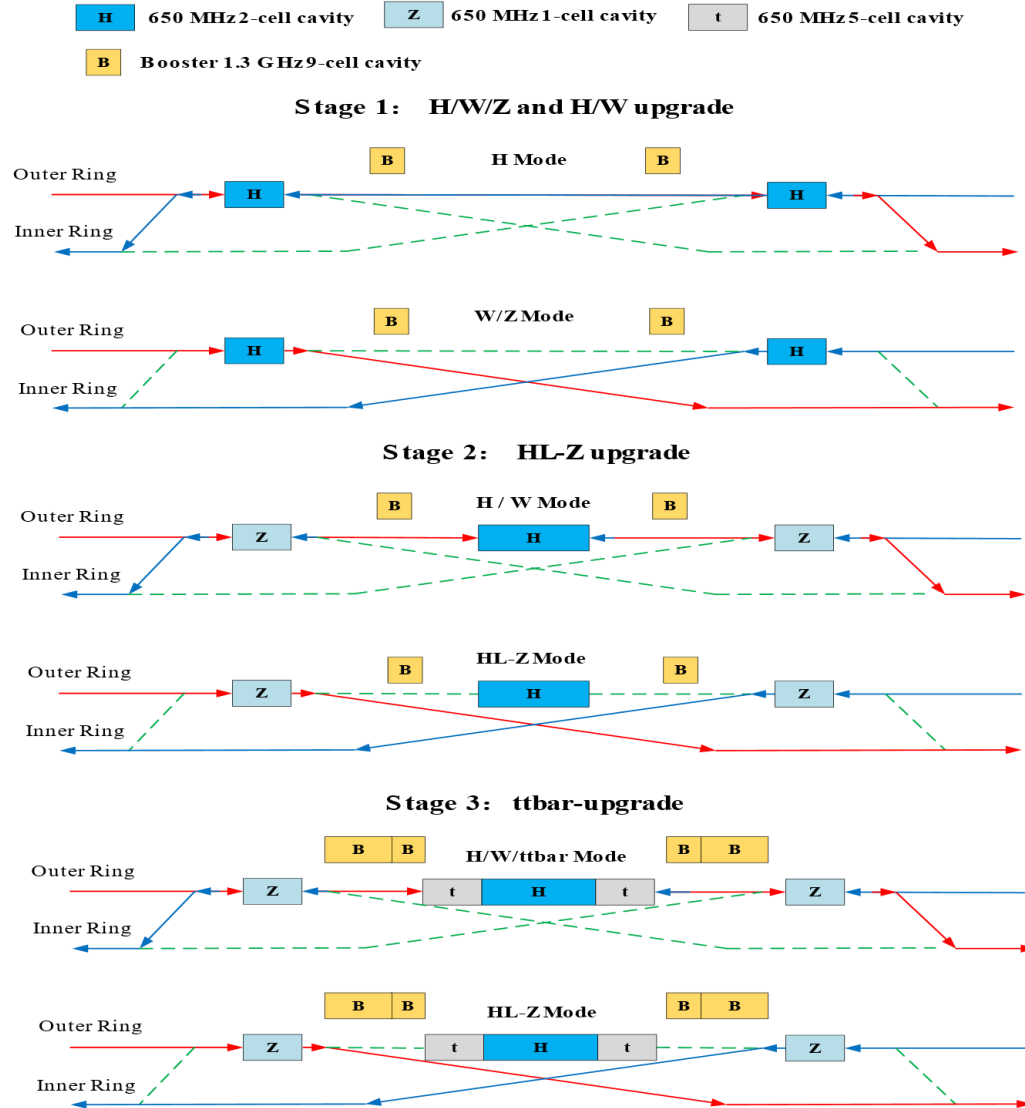 H 650 MHz 2-cell cavity Z 650 MHz 1-cell cavity t 650 MHz 5-cell cavity
B Booster 1.3 GHz 9-cell cavity
Stage 1: H/W/Z and H/W upgrade
B H Mode B
Outer Ring
H H
Inner Ring
B W/Z Mode B
Outer Ring
H H
Inner Ring
Stage 2: HL-Z upgrade
B H / W Mode B
Outer Ring
Z H Z
Inner Ring
HL-Z Mode
Outer Ring B B
Z H Z
Inner Ring
Stage 3: ttbar-upgrade
B B H/W/ttbar Mode B B
Outer Ring
Z t H t Z
Inner Ring
B B HL-Z Mode B B
Outer Ring
Z t H t Z
Inner Ring